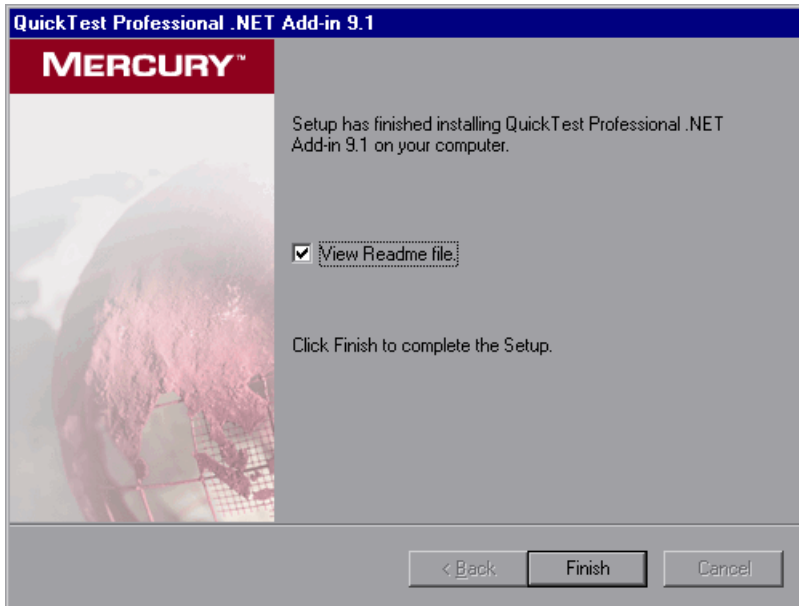 QuickTest Professional .NET Add-in 9.1
MERCURY™
Setup has finished installing QuickTest Professional .NET
Add-in 9.1 on your computer.
View Readme file.
Click Finish to complete the Setup.
< Back
Finish
Cancel